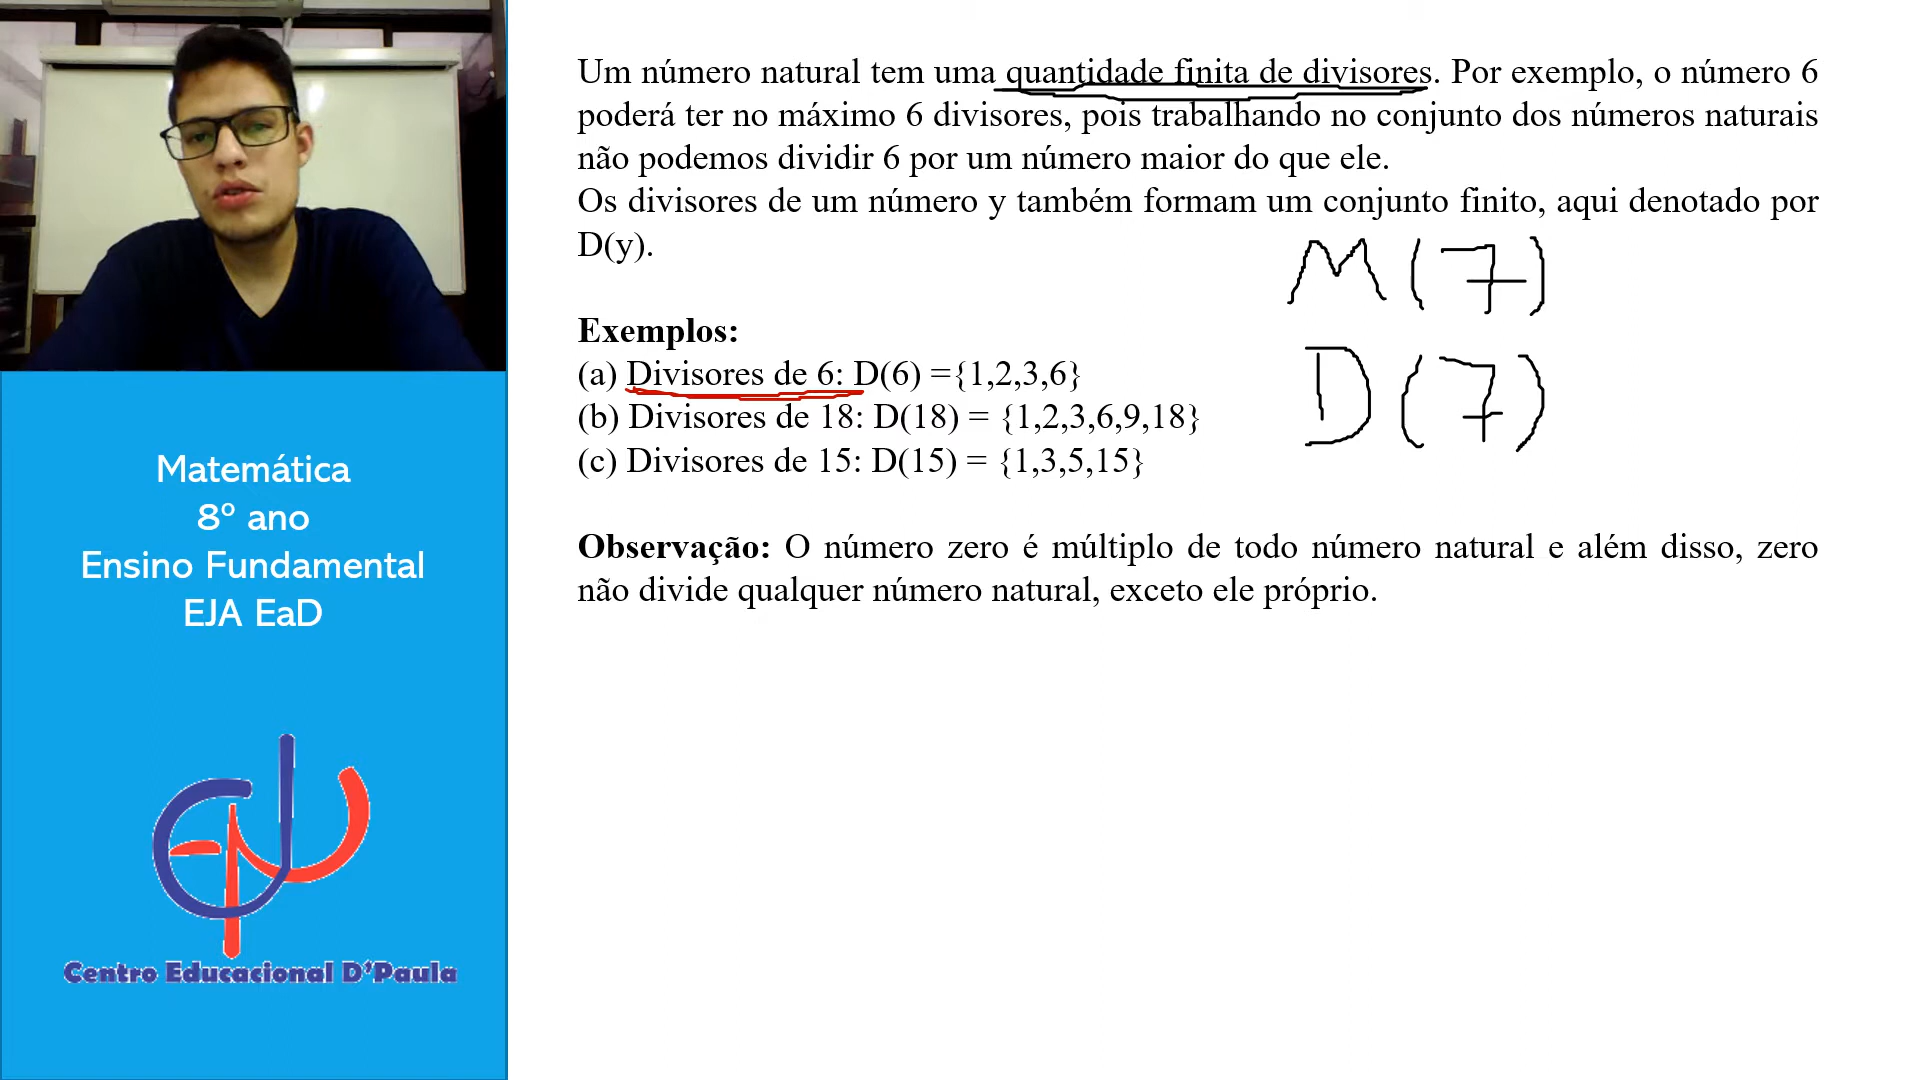 Um número natural tem uma quantidade finita de divisores. Por exemplo, o número 6
poderá ter no máximo 6 divisores, pois trabalhando no conjunto dos números naturais
não podemos dividir 6 por um número maior do que ele.
Os divisores de um número y também formam um conjunto finito, aqui denotado por
D(y).
M(7)
Exemplos:
(a) Divisores de 6: D(6) ={1,2,3,6}
D(7)
(b) Divisores de 18: D(18) = {1,2,3,6,9,18}
(c) Divisores de 15: D(15) = {1,3,5,15}
Observação: O número zero é múltiplo de todo número natural e além disso, zero
não divide qualquer número natural, exceto ele próprio.
Matemática
8º ano
Ensino Fundamental
EJA EaD
Centro Educacional D'Paula